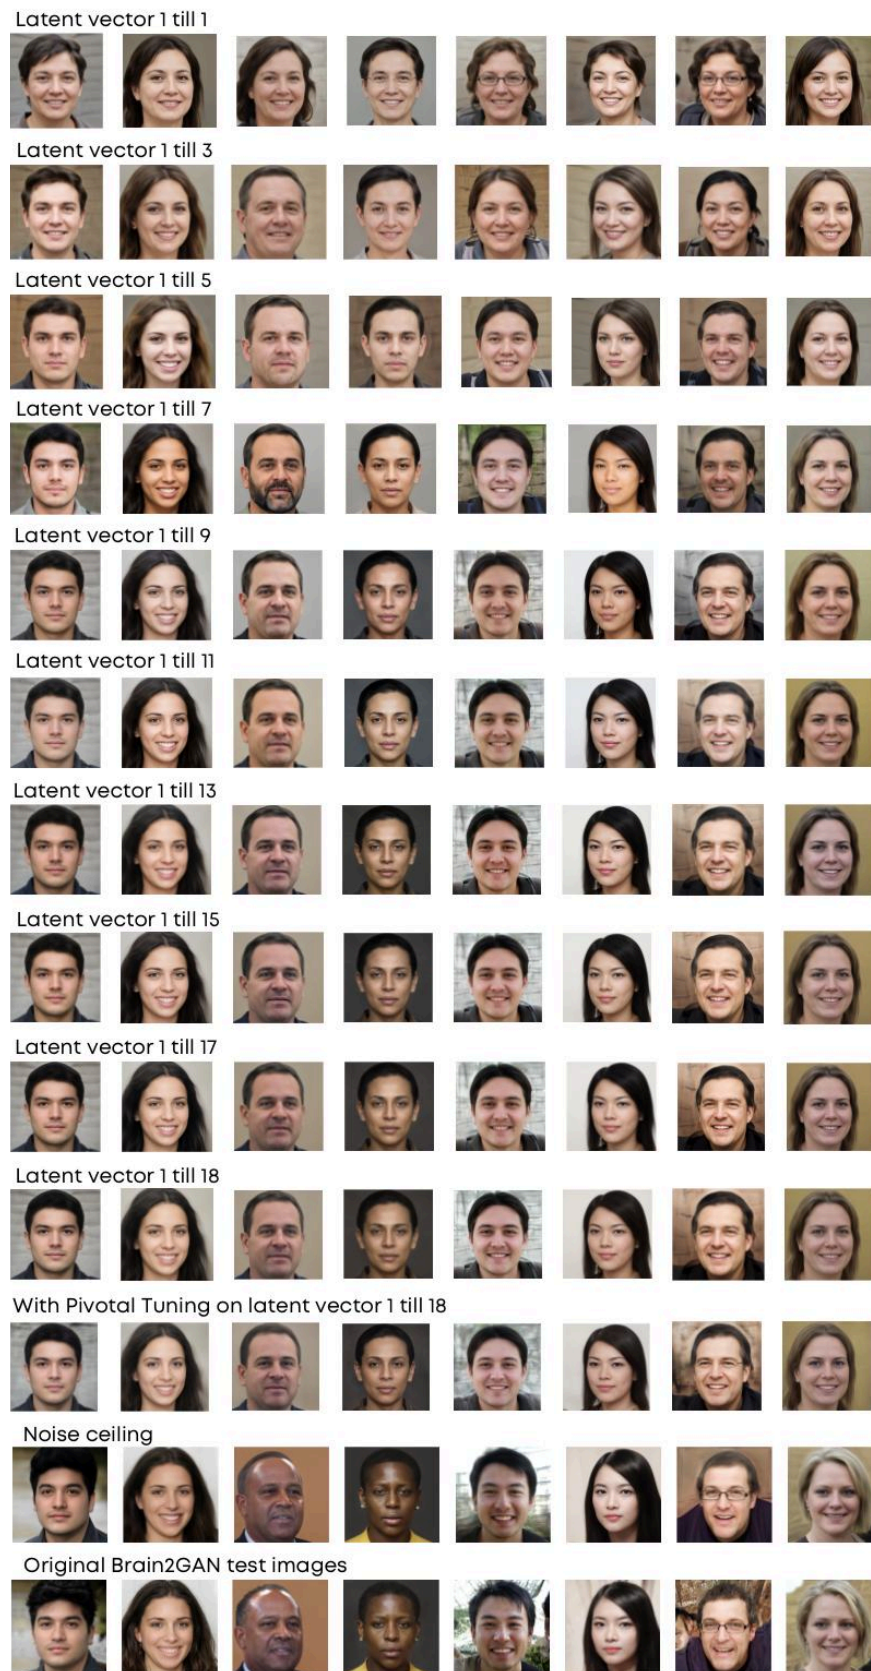 Latent vector 1 till 1
Latent vector 1 till 3
Latent vector 1 till 5
Latent vector 1 till 7
Latent vector 1 till 9
Latent vector 1 till 11
Latent vector 1 till 13
Latent vector 1 till 15
Latent vector 1 till 17
Latent vector 1 till 18
With Pivotal Tuning on latent vector 1 till 18
Noise ceiling
Original Brain2GAN test images